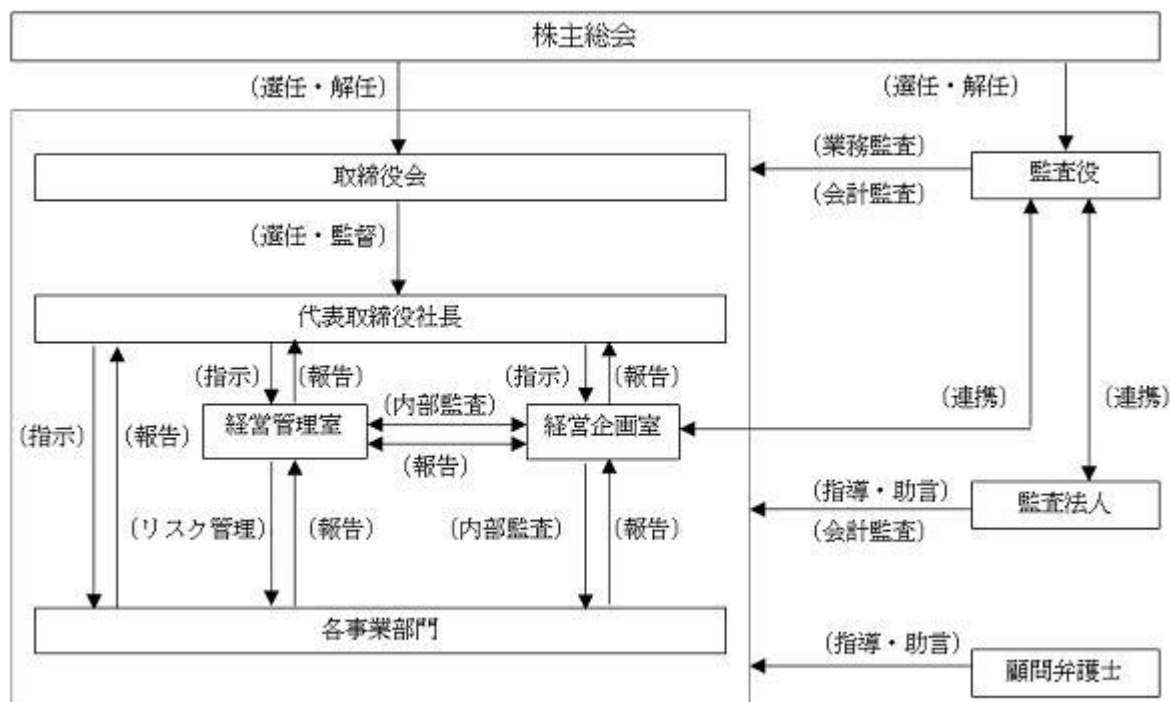 株主総会
(選任・解任)
(選任・解任)
取締役会
(業務監査)
(会計監査)
監査役
(選任・監督)
代表取締役社長
(指示)
(報告)
(指示)
(報告)
(指示)
(報告)
経営管理室
(内部監査)
(報告)
経営企画室
(連携)
(連携)
(リスク管理)
(報告)
(内部監査)
(報告)
(指導・助言)
(会計監査)
監査法人
各事業部門
(指導・助言)
顧問弁護士